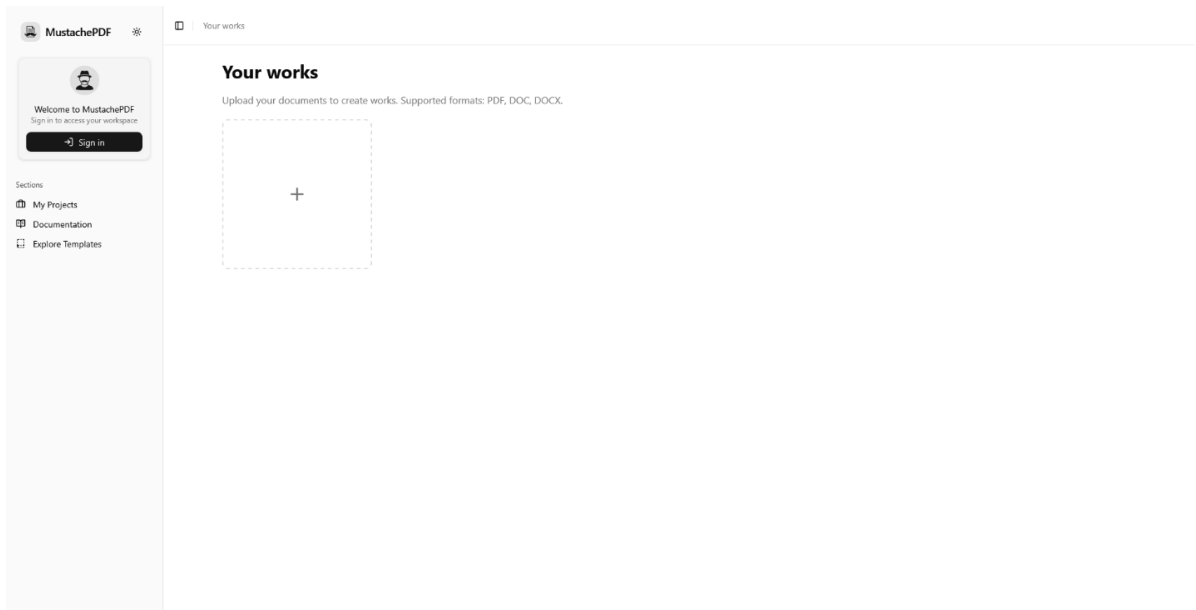 MustachePDF
Welcome to MustachePDF
Sign in to access your workspace
Sign in
Sections
My Projects
Documentation
Explore Templates
Your works
Your works
Upload your documents to create works. Supported formats: PDF, DOC, DOCX.